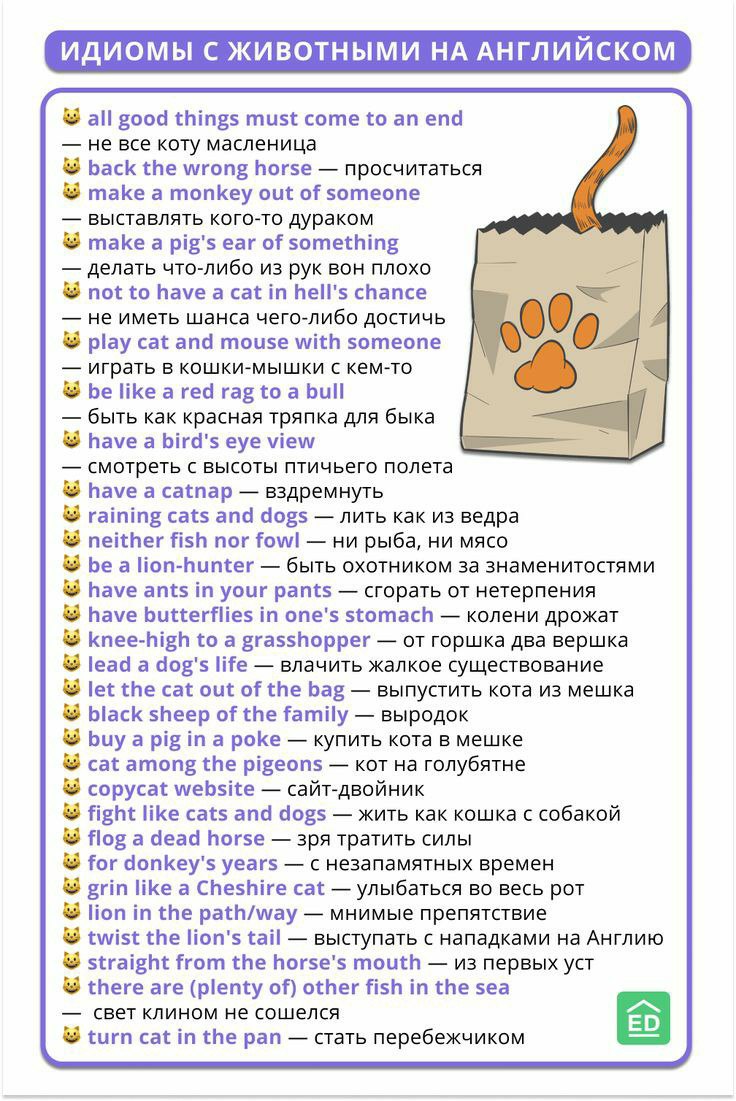 ИДИОМЫ С ЖИВОТНЫМИ НА АНГЛИЙСКОМ
all good things must come to an end
— не все коту масленица
back the wrong horse — просчитаться
make a monkey out of someone
— выставлять кого-то дураком
make a pig's ear of something
— делать что-либо из рук вон плохо
not to have a cat in hell's chance
— не иметь шанса чего-либо достичь
play cat and mouse with someone
— играть в кошки-мышки с кем-то
be like a red rag to a bull
— быть как красная тряпка для быка
have a bird's eye view
— смотреть с высоты птичьего полета
have a catnap — вздремнуть
raining cats and dogs — лить как из ведра
neither fish nor fowl — ни рыба, ни мясо
be a lion-hunter — быть охотником за знаменитостями
have ants in your pants — сгорать от нетерпения
have butterflies in one's stomach — колени дрожат
knee-high to a grasshopper — от горшка два вершка
lead a dog's life — влачить жалкое существование
let the cat out of the bag — выпустить кота из мешка
black sheep of the family — выродок
buy a pig in a poke — купить кота в мешке
cat among the pigeons — кот на голубятне
copycat website — сайт-двойник
fight like cats and dogs — жить как кошка с собакой
flog a dead horse — зря тратить силы
for donkey's years — с незапамятных времен
grin like a Cheshire cat — улыбаться во весь рот
lion in the path/way — мнимые препятствие
twist the lion's tail — выступать с нападками на Англию
straight from the horse's mouth — из первых уст
there are (plenty of) other fish in the sea
— свет клином не сошелся
turn cat in the pan — стать перебежчиком
ED